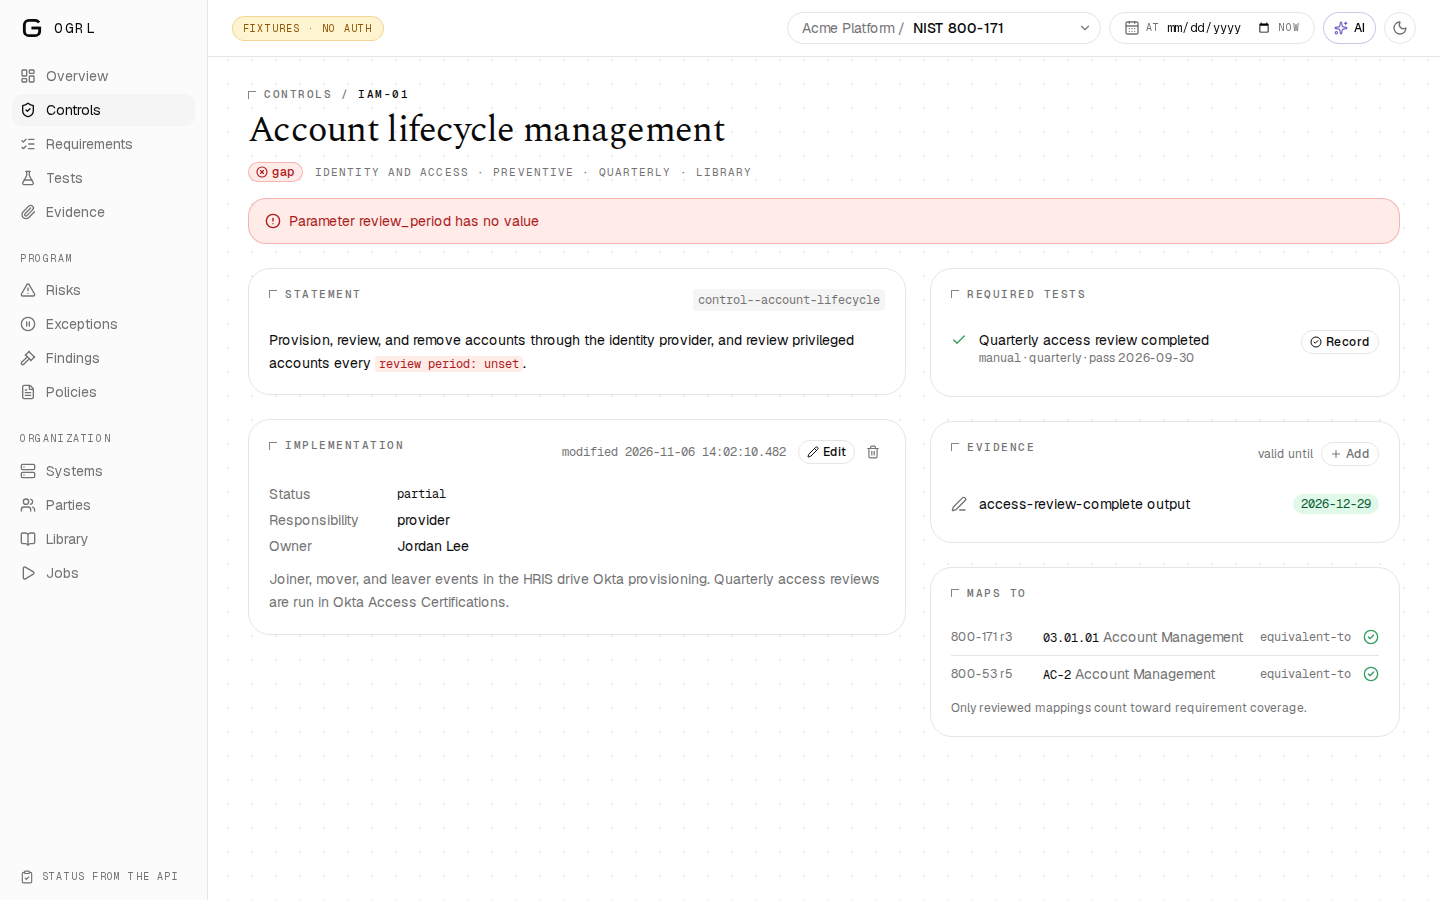 OGRL
FIXTURES · NO AUTH
Acme Platform / NIST 800-171
AT mm/dd/yyyy NOW
AI
Overview
Controls
Requirements
Tests
Evidence
PROGRAM
Risks
Exceptions
Findings
Policies
ORGANIZATION
Systems
Parties
Library
Jobs
STATUS FROM THE API
CONTROLS / IAM-01
Account lifecycle management
gap IDENTITY AND ACCESS · PREVENTIVE · QUARTERLY · LIBRARY
Parameter review_period has no value
STATEMENT
control--account-lifecycle
Provision, review, and remove accounts through the identity provider, and review privileged
accounts every review period: unset.
IMPLEMENTATION
modified 2026-11-06 14:02:10.482 Edit
Status partial
Responsibility provider
Owner Jordan Lee
Joiner, mover, and leaver events in the HRIS drive Okta provisioning. Quarterly access reviews
are run in Okta Access Certifications.
REQUIRED TESTS
Quarterly access review completed
manual · quarterly · pass 2026-09-30
Record
EVIDENCE
valid until + Add
access-review-complete output 2026-12-29
MAPS TO
800-171 r3 03.01.01 Account Management equivalent-to
800-53 r5 AC-2 Account Management equivalent-to
Only reviewed mappings count toward requirement coverage.